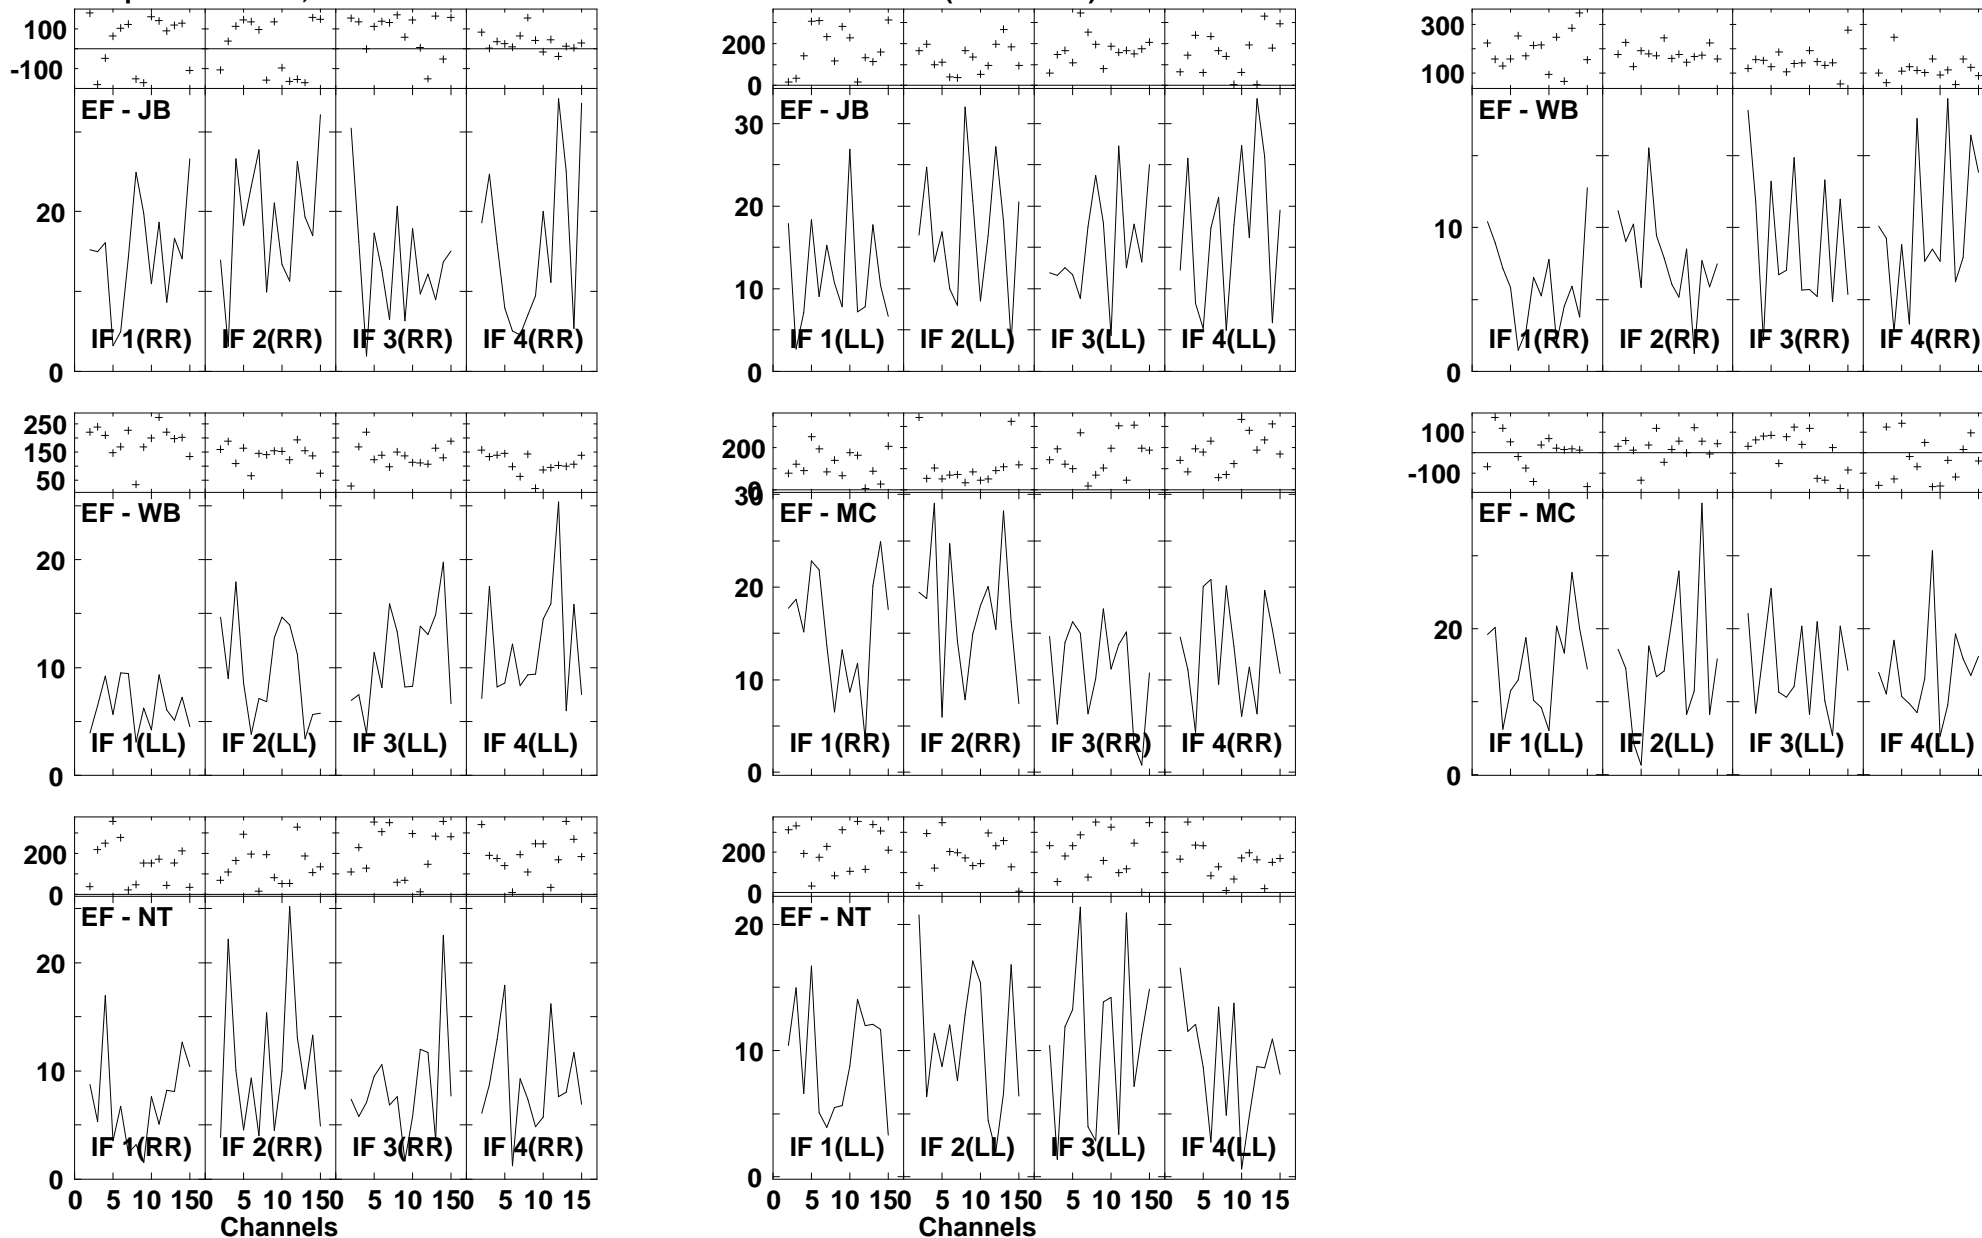 100
-100
EF - JB
20
0
IF 1(RR) IF 2(RR) IF 3(RR) IF 4(RR)
200
0
EF - JB
30
20
10
0
IF 1(LL) IF 2(LL) IF 3(LL) IF 4(LL)
300
100
EF - WB
10
0
IF 1(RR) IF 2(RR) IF 3(RR) IF 4(RR)
250
150
50
EF - WB
20
10
0
IF 1(LL) IF 2(LL) IF 3(LL) IF 4(LL)
200
0
EF - MC
30
20
10
0
IF 1(RR) IF 2(RR) IF 3(RR) IF 4(RR)
100
-100
EF - MC
20
0
IF 1(LL) IF 2(LL) IF 3(LL) IF 4(LL)
200
0
EF - NT
20
10
0
IF 1(RR) IF 2(RR) IF 3(RR) IF 4(RR)
0 5 10 150 5 10 150 5 10 150 5 10 15
Channels
200
0
EF - NT
20
10
0
IF 1(LL) IF 2(LL) IF 3(LL) IF 4(LL)
0 5 10 150 5 10 150 5 10 150 5 10 15
Channels